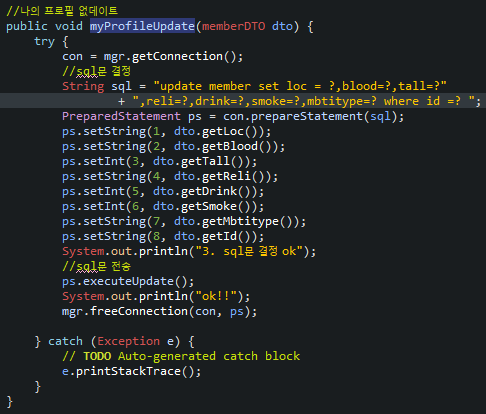 //나의 프로필 업데이트
public void myProfileUpdate(memberDTO dto) {
try {
con = mgr.getConnection();
//sql문 결정
String sql = "update member set loc = ?,blood=?,tall=?"
+ ",reli=?,drink=?,smoke=?,mbtitype=? where id =? ";
PreparedStatement ps = con.prepareStatement(sql);
ps.setString(1, dto.getLoc());
ps.setString(2, dto.getBlood());
ps.setInt(3, dto.getTall());
ps.setString(4, dto.getReli());
ps.setInt(5, dto.getDrink());
ps.setInt(6, dto.getSmoke());
ps.setString(7, dto.getMbtitype());
ps.setString(8, dto.getId());
System.out.println("3. sql문 결정 ok");
//sql문 전송
ps.executeUpdate();
System.out.println("ok!!");
mgr.freeConnection(con, ps);
} catch (Exception e) {
// TODO Auto-generated catch block
e.printStackTrace();
}
}